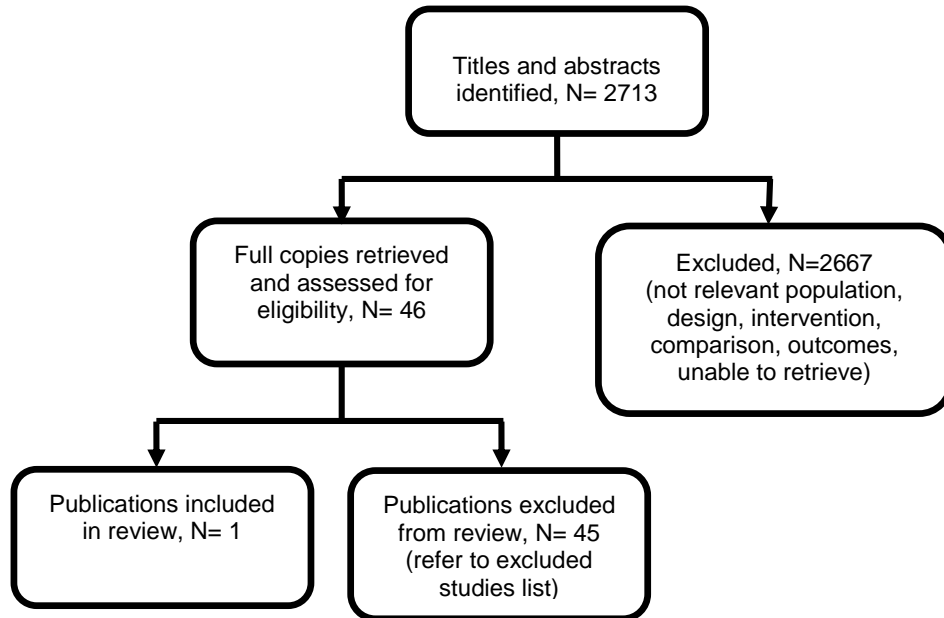 Titles and abstracts
identified, N= 2713
Full copies retrieved
and assessed for
eligibility, N= 46
Excluded, N=2667
(not relevant population,
design, intervention,
comparison, outcomes,
unable to retrieve)
Publications included
in review, N= 1
Publications excluded
from review, N= 45
(refer to excluded
studies list)